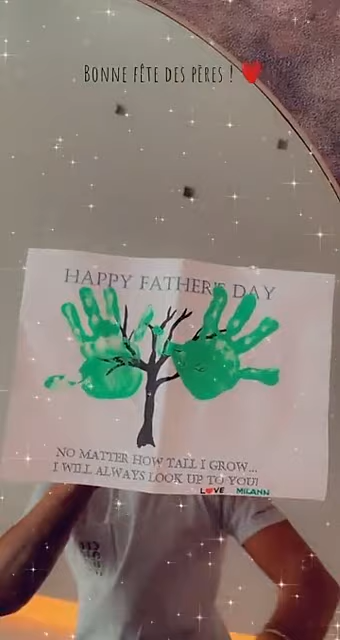 BONNE FÊTE DES PÈRES ! ❤️
HAPPY FATHER'S DAY
NO MATTER HOW TALL I GROW...
I WILL ALWAYS LOOK UP TO YOU!
LOVE MILANN